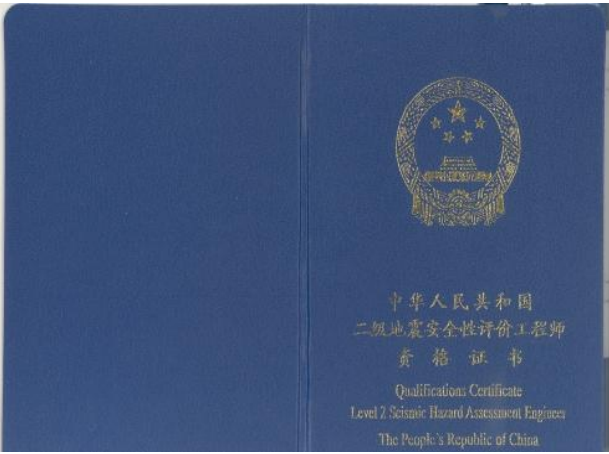 中华人民共和国
二级地震安全性评价工程师
资格证书
Qualifications Certificate
Level 2 Seismic Hazard Assessment Engineer
The People's Republic of China